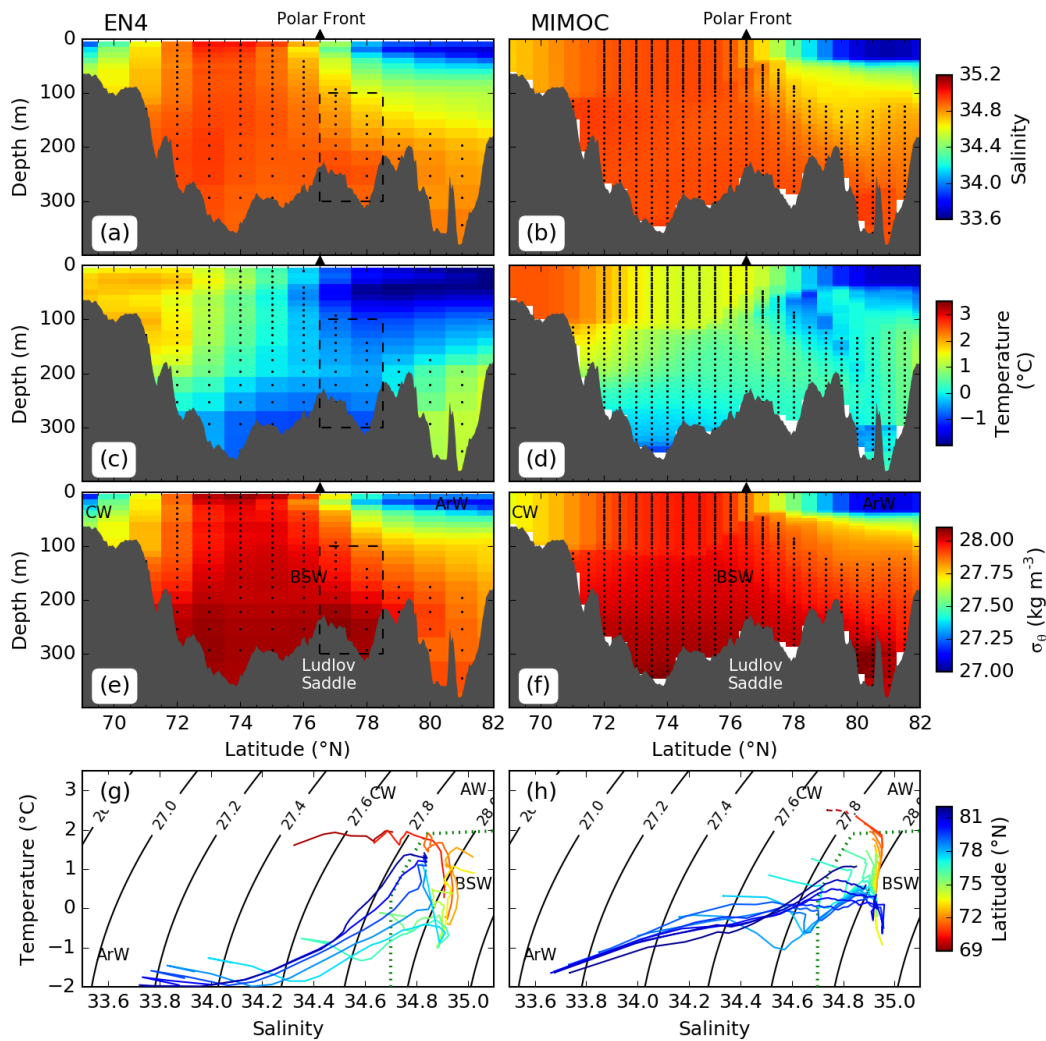 Polar Front Polar Front
EN4 MIMOC
0
100
200
300
Depth (m)
(a) (b)
35.2
34.8
34.4
34.0
33.6
Salinity
0
100
200
300
Depth (m)
(c) (d)
3
2
1
0
−1
Temperature
(°C)
0
100
200
300
Depth (m)
CW ArW CW ArW
BSW BSW
Ludlov Ludlov
Saddle Saddle
(e) (f)
28.00
27.75
27.50
27.25
27.00
σθ (kg m⁻³)
70 72 74 76 78 80 82 70 72 74 76 78 80 82
Latitude (°N) Latitude (°N)
3
2
1
0
−1
−2
Temperature (°C)
(g) 27.0 27.2 27.4 27.6 CW 27.8 AW
BSW
ArW
(h) 27.0 27.2 27.4 27.6 CW 27.8 AW
BSW
ArW
81
78
75
72
69
Latitude (°N)
33.6 33.8 34.0 34.2 34.4 34.6 34.8 35.0 33.6 33.8 34.0 34.2 34.4 34.6 34.8 35.0
Salinity Salinity